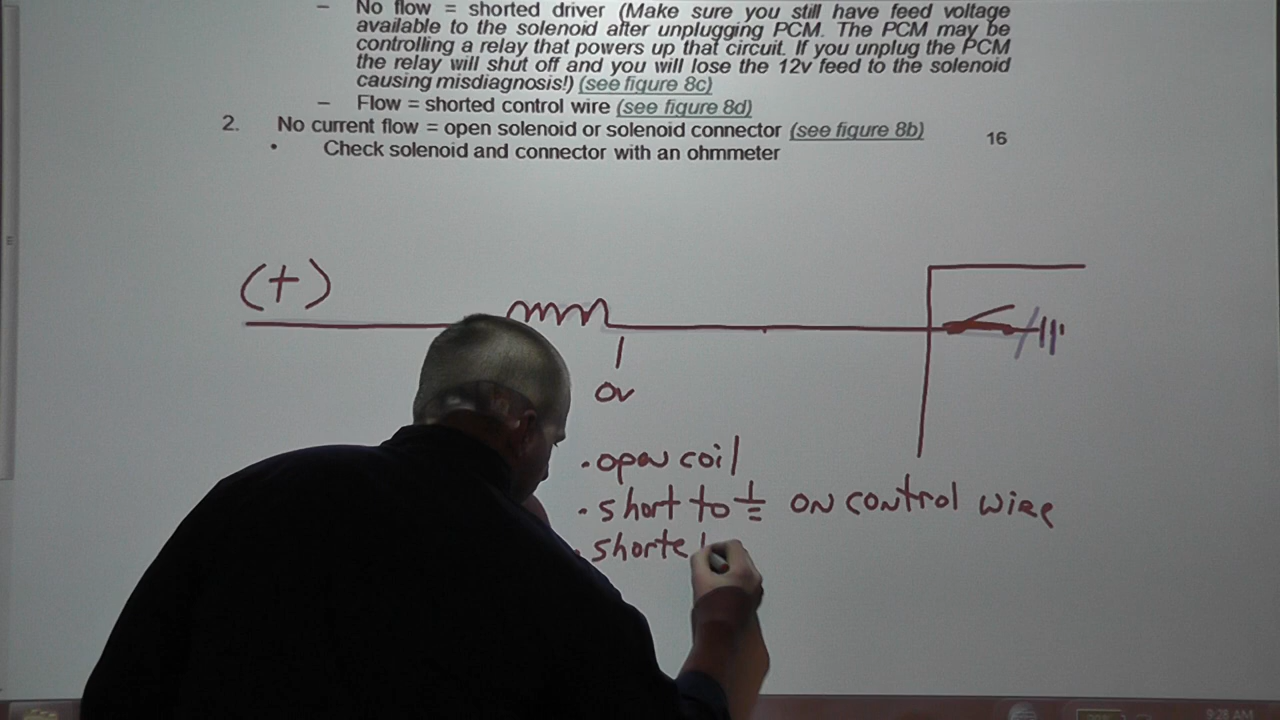 – No flow = shorted driver (Make sure you still have feed voltage
available to the solenoid after unplugging PCM. The PCM may be
controlling a relay that powers up that circuit. If you unplug the PCM
the relay will shut off and you will lose the 12v feed to the solenoid
causing misdiagnosis!) (see figure 8c)
– Flow = shorted control wire (see figure 8d)
2. No current flow = open solenoid or solenoid connector (see figure 8b)
16
• Check solenoid and connector with an ohmmeter
(+)
0v
• open coil
• short to ⏚ on control wire
• shorte
9:28 AM